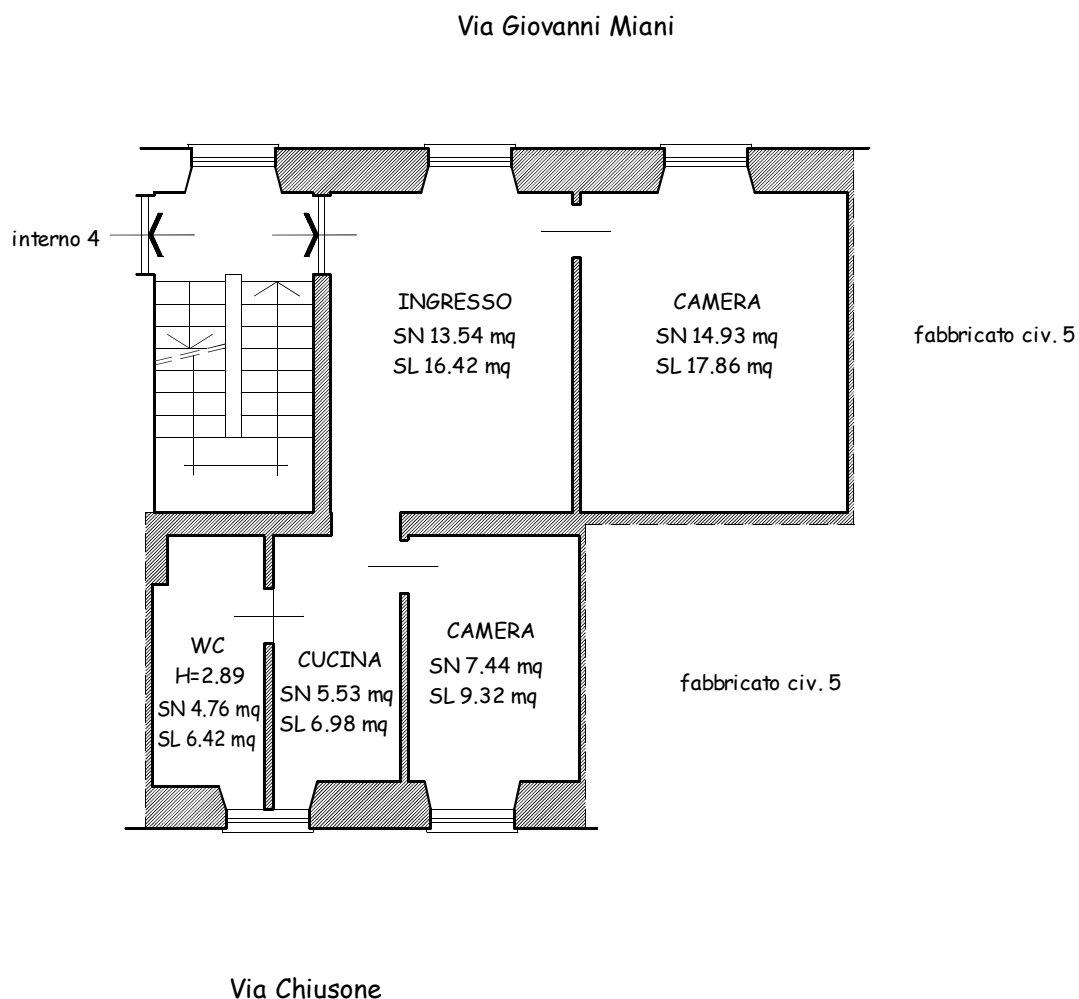 Via Giovanni Miani
interno 4
INGRESSO
SN 13.54 mq
SL 16.42 mq
CAMERA
SN 14.93 mq
SL 17.86 mq
fabbricato civ. 5
WC
H=2.89
SN 4.76 mq
SL 6.42 mq
CUCINA
SN 5.53 mq
SL 6.98 mq
CAMERA
SN 7.44 mq
SL 9.32 mq
fabbricato civ. 5
Via Chiusone